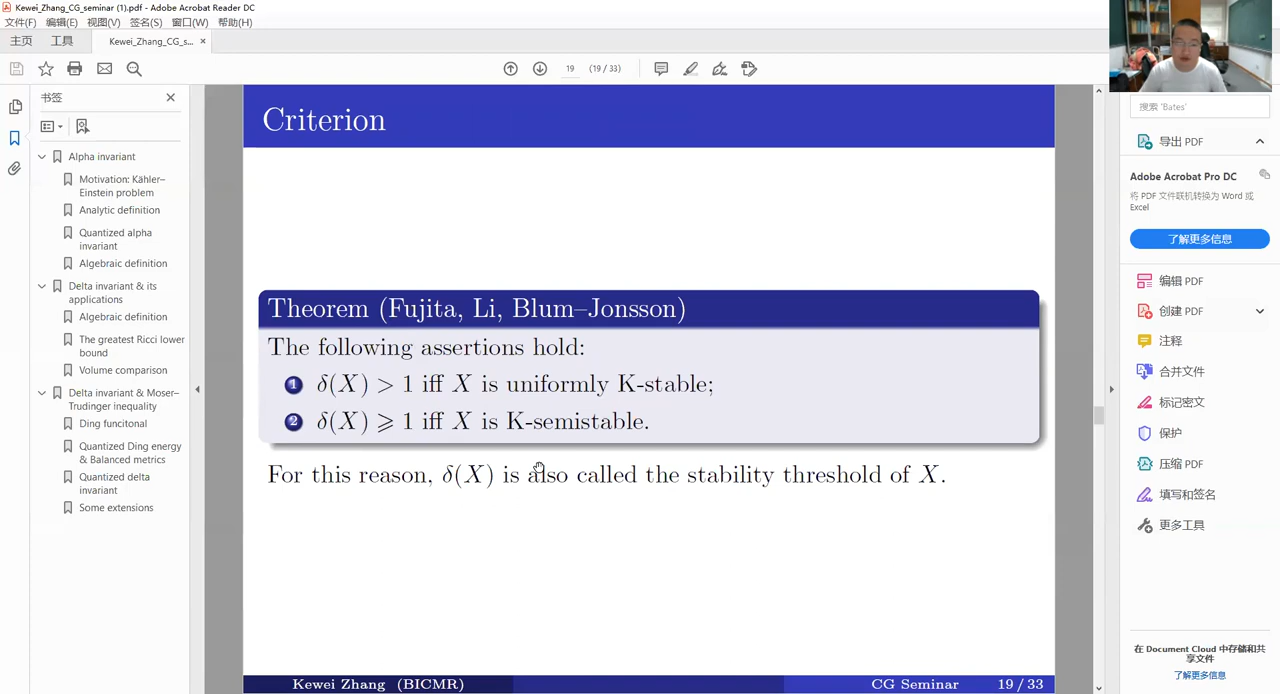 Kewei_Zhang_CG_seminar (1).pdf - Adobe Acrobat Reader DC
文件(F) 编辑(E) 视图(V) 签名(S) 窗口(W) 帮助(H)
主页 工具 Kewei_Zhang_CG_s... ×
19 (19 / 33)
书签
Alpha invariant
Motivation: Kähler–
Einstein problem
Analytic definition
Quantized alpha
invariant
Algebraic definition
Delta invariant & its
applications
Algebraic definition
The greatest Ricci lower
bound
Volume comparison
Delta invariant & Moser–
Trudinger inequality
Ding funcitonal
Quantized Ding energy
& Balanced metrics
Quantized delta
invariant
Some extensions
Criterion
Theorem (Fujita, Li, Blum–Jonsson)
The following assertions hold:
1 δ(X) > 1 iff X is uniformly K-stable;
2 δ(X) ⩾ 1 iff X is K-semistable.
For this reason, δ(X) is also called the stability threshold of X.
Kewei Zhang (BICMR) CG Seminar 19 / 33
搜索 'Bates'
导出 PDF
Adobe Acrobat Pro DC
将 PDF 文件联机转换为 Word 或
Excel
了解更多信息
编辑 PDF
创建 PDF
注释
合并文件
标记密文
保护
压缩 PDF
填写和签名
更多工具
在 Document Cloud 中存储和共
享文件
了解更多信息